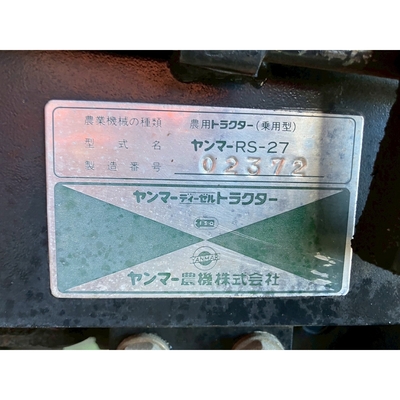 農業機械の種類 農用トラクター(乗用型)
型式名 ヤンマーRS-27
製造番号 02372
ヤンマーディーゼルトラクター
YANMAR
ヤンマー農機株式会社